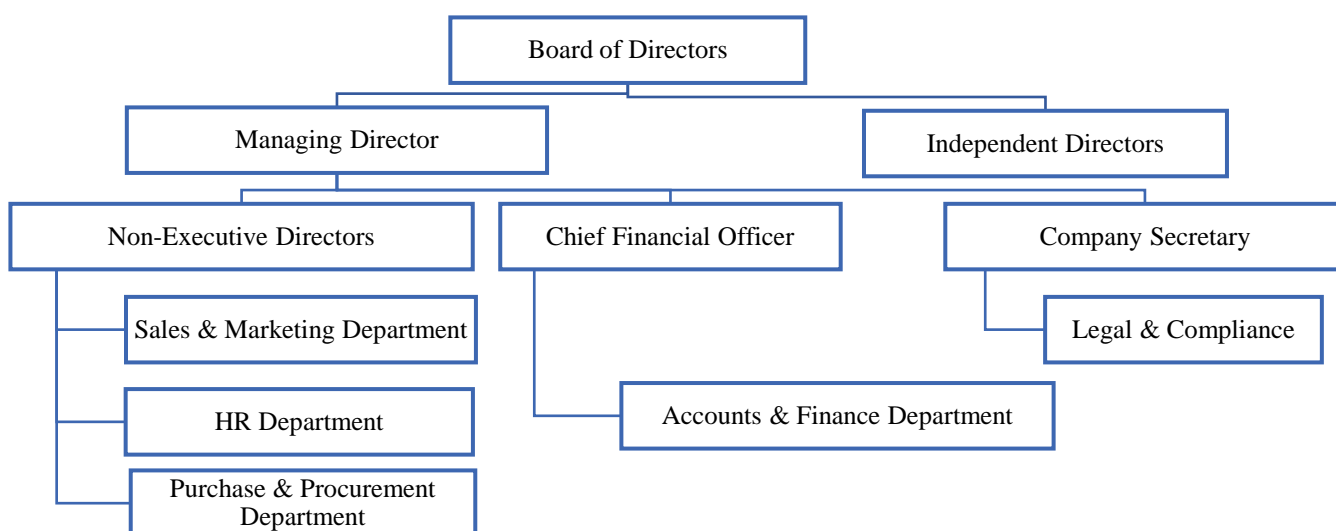 Board of Directors
Managing Director
Independent Directors
Non-Executive Directors
Chief Financial Officer
Company Secretary
Sales & Marketing Department
Legal & Compliance
HR Department
Accounts & Finance Department
Purchase & Procurement
Department